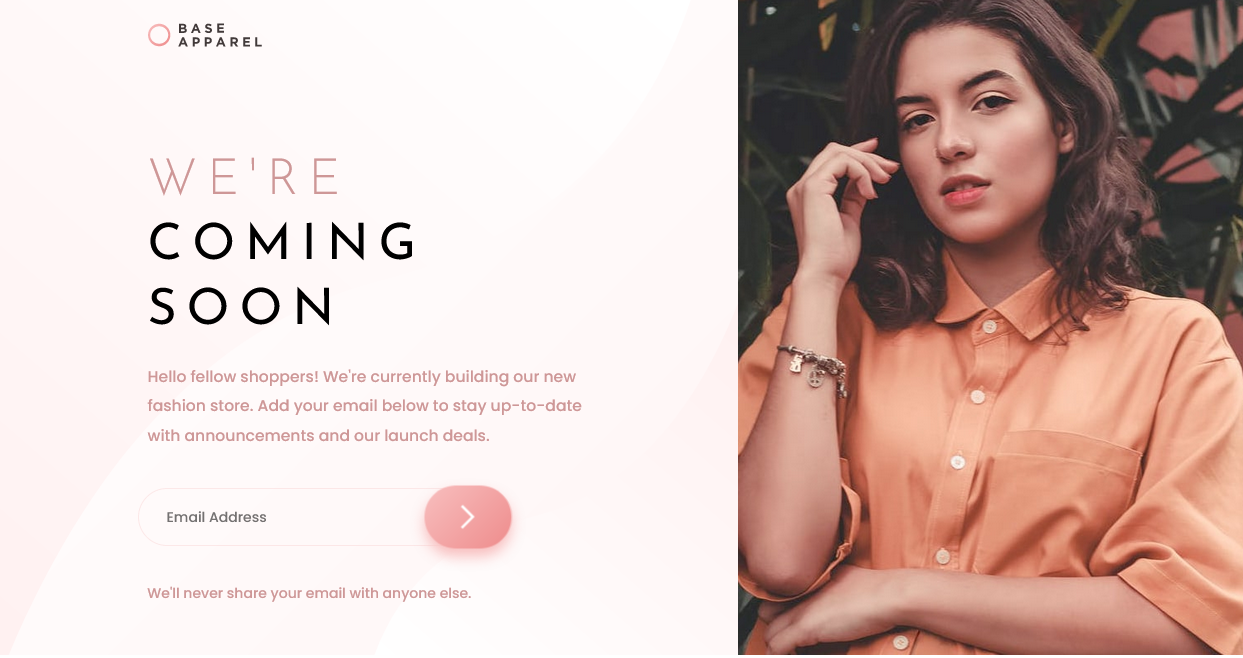 BASE
APPAREL
WE'RE
COMING
SOON
Hello fellow shoppers! We're currently building our new
fashion store. Add your email below to stay up-to-date
with announcements and our launch deals.
Email Address
We'll never share your email with anyone else.